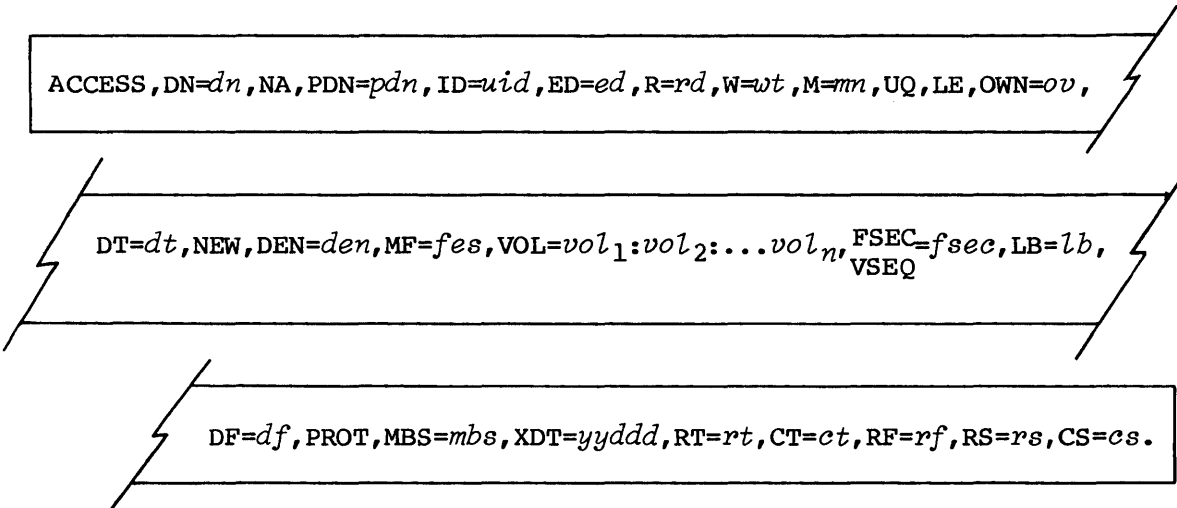 ACCESS,DN=dn,NA,PDN=pdn,ID=uid,ED=ed,R=rd,W=wt,M=mn,UQ,LE,OWN=ov,
DT=dt,NEW,DEN=den,MF=fes,VOL=vol1:vol2:...voln,FSEC=fsec,LB=lb,
VSEQ
DF=df,PROT,MBS=mbs,XDT=yyddd,RT=rt,CT=ct,RF=rf,RS=rs,CS=cs.